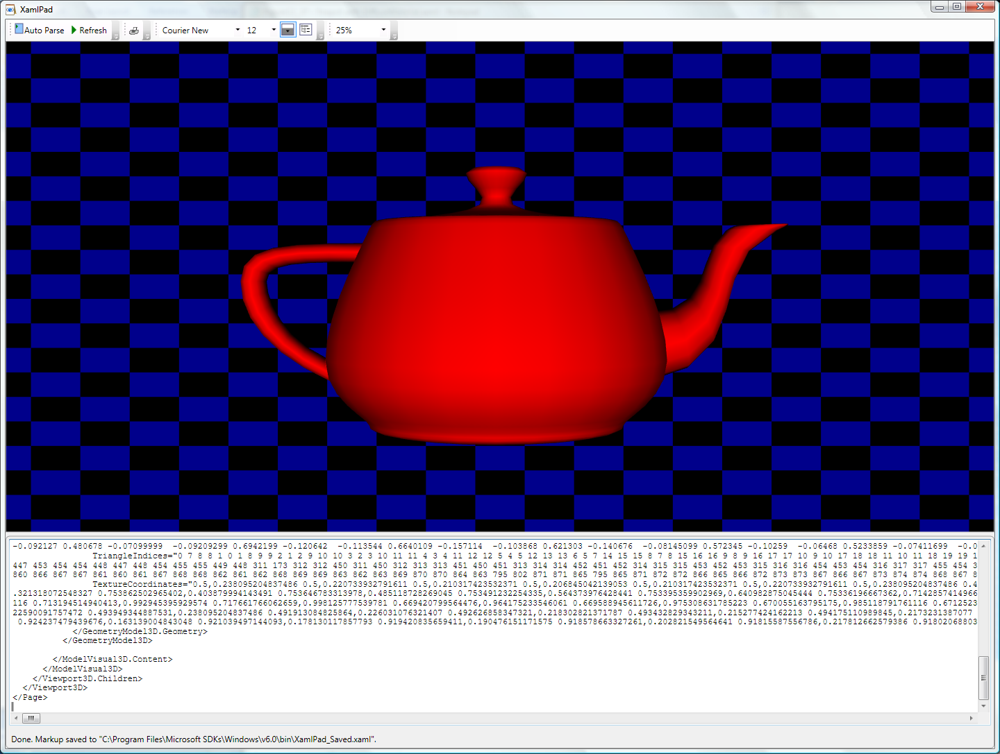 XamlPad
Auto Parse Refresh Courier New 12 25%
-0.092127 0.480678 -0.07099999 -0.09209299 0.6942199 -0.120642 -0.113544 0.6640109 -0.157114 -0.103868 0.621303 -0.140676 -0.08145099 0.572345 -0.10259 -0.06468 0.5233859 -0.07411699 -0.0
TriangleIndices="0 7 8 8 1 0 1 8 9 9 2 1 2 9 10 10 3 2 3 10 11 11 4 3 4 11 12 12 5 4 5 12 13 13 6 5 7 14 15 15 8 7 8 15 16 16 9 8 9 16 17 17 10 9 10 17 18 18 11 10 11 18 19 19 1
447 453 454 454 448 447 448 454 455 455 449 448 311 173 312 312 450 311 450 312 313 313 451 450 313 314 314 452 451 452 314 315 315 453 452 453 315 316 316 454 453 454 316 317 317 455 454 3
860 866 867 867 861 860 861 867 868 868 862 861 862 868 869 869 863 862 863 869 870 870 864 863 795 802 871 871 865 795 865 871 872 872 866 865 866 872 873 873 867 866 867 873 874 874 868 867 8
TextureCoordinates="0.5,0.238095204837486 0.5,0.220733932791611 0.5,0.210317423532371 0.5,0.206845042139053 0.5,0.210317423532371 0.5,0.220733932791611 0.5,0.238095204837486 0.4
.321318072548327 0.753862502965402,0.403879994143491 0.753646783313978,0.485118728269045 0.753491232254335,0.564373976428441 0.753395359902969,0.640982875045444 0.75336196667362,0.7142857414966
116 0.713194514940413,0.992945395929574 0.717661766062659,0.998125777539781 0.669420799564476,0.964175233546061 0.669588945611726,0.975308631785223 0.670055163795175,0.985118791761116 0.6712523
22590091757472 0.493949344887531,0.238095204837486 0.491913084825864,0.226031076321407 0.492626858347321,0.218302821371787 0.493432829343211,0.215277424162213 0.494175110989845,0.2173231387077
0.924237479439676,0.163139004843048 0.921039497144093,0.178130117857793 0.919420835659411,0.190476151171575 0.918578663327261,0.202821549564641 0.91815587556786,0.217812662579386 0.91802068803
</GeometryModel3D.Geometry>
</GeometryModel3D>
</ModelVisual3D.Content>
</ModelVisual3D>
</Viewport3D.Children>
</Viewport3D>
</Page>
Done. Markup saved to "C:\Program Files\Microsoft SDKs\Windows\v6.0\bin\XamlPad_Saved.xaml".